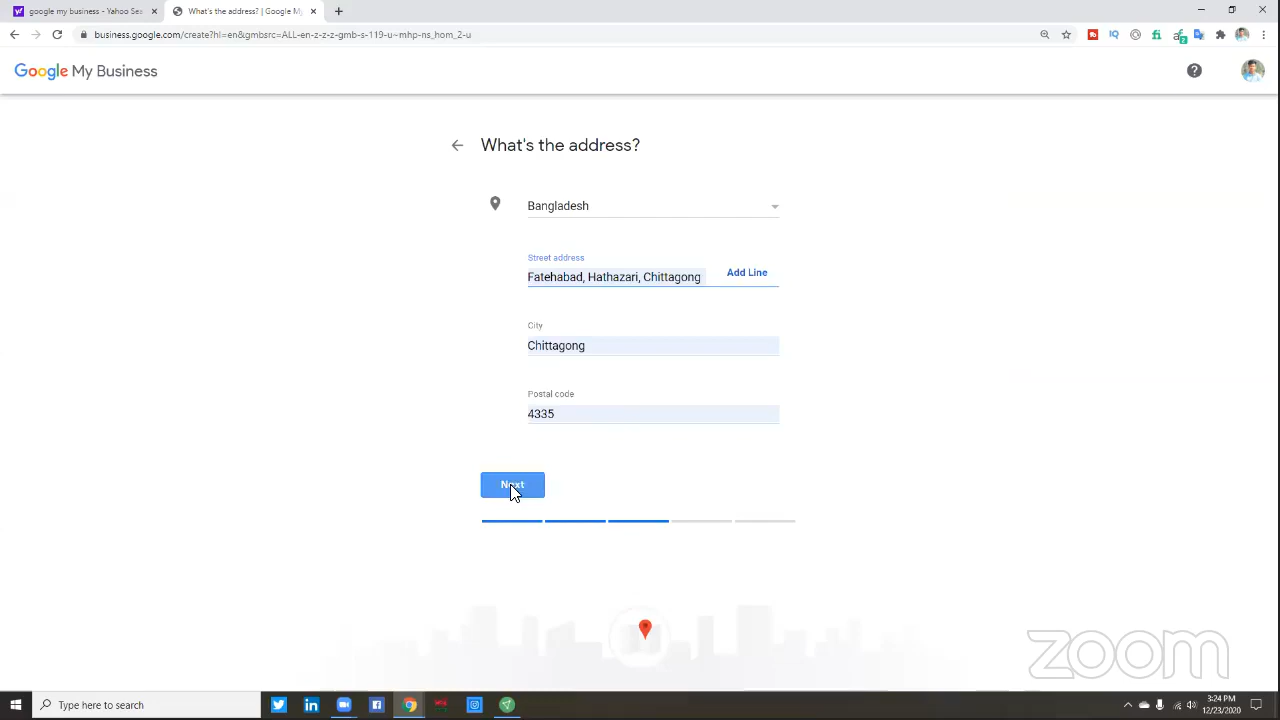 google my business - Yahoo Sea
What's the address? | Google My
business.google.com/create?hl=en&gmbsrc=ALL-en-z-z-z-gmb-s-119-u~mhp-ns_hom_2-u
Google My Business
What's the address?
Bangladesh
Street address
Fatehabad, Hathazari, Chittagong
Add Line
City
Chittagong
Postal code
4335
Next
zoom
Type here to search
3:24 PM
12/23/2020